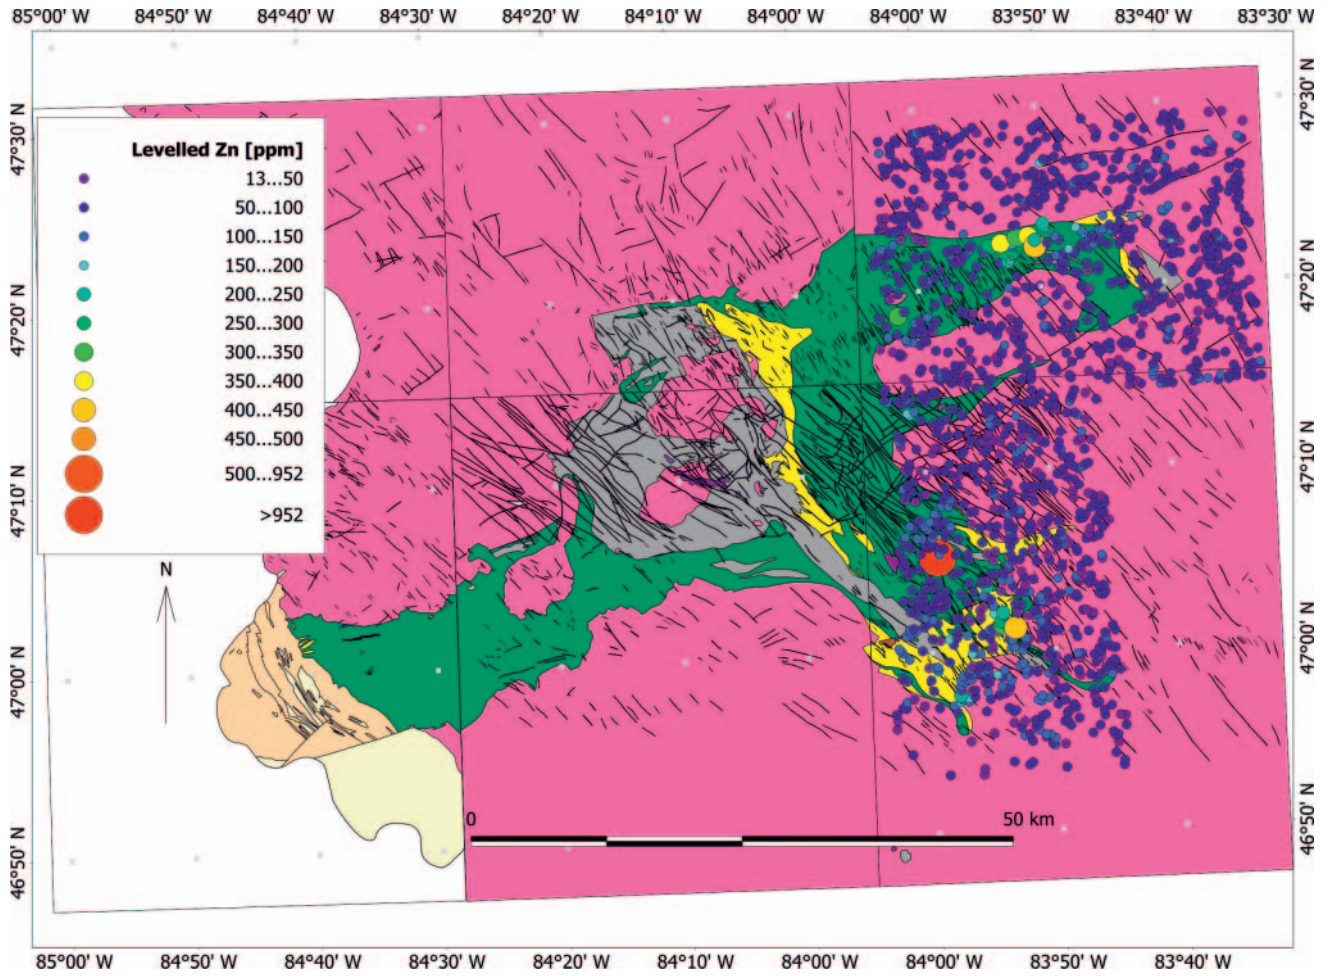 85°00' W 84°50' W 84°40' W 84°30' W 84°20' W 84°10' W 84°00' W 84°00' W 83°50' W 83°40' W 83°30' W
47°30' N
47°20' N
47°10' N
47°00' N
46°50' N
Levelled Zn [ppm]
13...50
50...100
100...150
150...200
200...250
250...300
300...350
350...400
400...450
450...500
500...952
>952
N
0 50 km
47°30' N
47°20' N
47°10' N
47°00' N
46°50' N
85°00' W 84°50' W 84°40' W 84°30' W 84°20' W 84°10' W 84°00' W 84°00' W 83°50' W 83°40' W